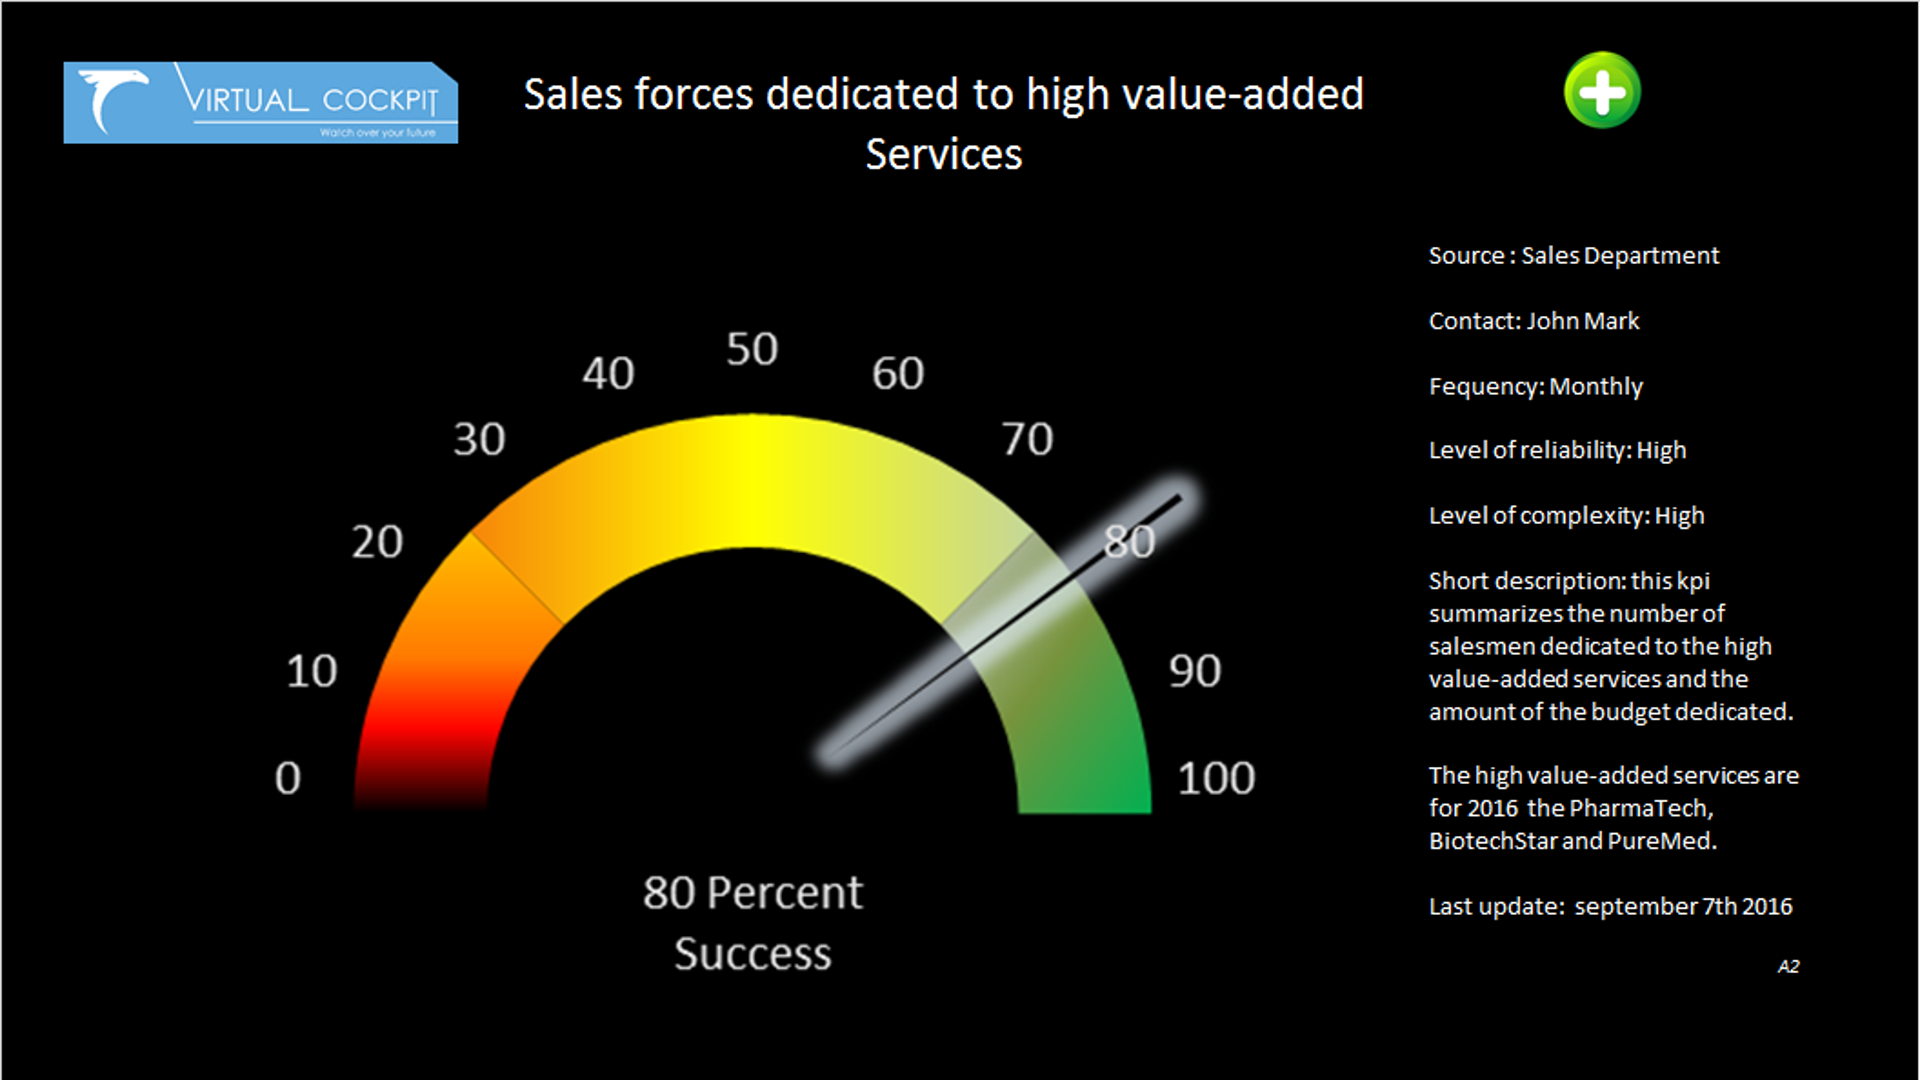 VIRTUAL COCKPIT
Watch over your future
Sales forces dedicated to high value-added
Services
Source : Sales Department
Contact: John Mark
Fequency: Monthly
Level of reliability: High
Level of complexity: High
Short description: this kpi
summarizes the number of
salesmen dedicated to the high
value-added services and the
amount of the budget dedicated.
The high value-added services are
for 2016 the PharmaTech,
BiotechStar and PureMed.
Last update: september 7th 2016
A2
0
10
20
30
40
50
60
70
80
90
100
80 Percent
Success